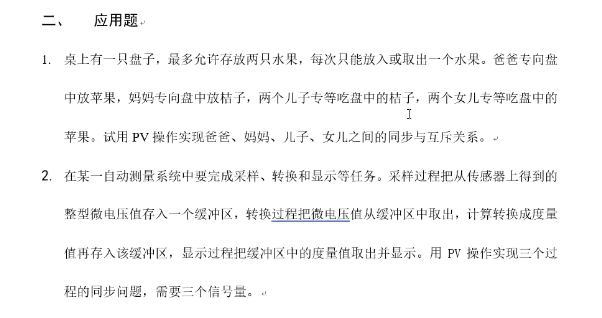 二、 应用题
1. 桌上有一只盘子，最多允许存放两只水果，每次只能放入或取出一个水果。爸爸专向盘
中放苹果，妈妈专向盘中放桔子，两个儿子专等吃盘中的桔子，两个女儿专等吃盘中的
苹果。试用 PV 操作实现爸爸、妈妈、儿子、女儿之间的同步与互斥关系。
2. 在某一自动测量系统中要完成采样、转换和显示等任务。采样过程把从传感器上得到的
整型微电压值存入一个缓冲区，转换过程把微电压值从缓冲区中取出，计算转换成度量
值再存入该缓冲区，显示过程把缓冲区中的度量值取出并显示。用 PV 操作实现三个过
程的同步问题，需要三个信号量。